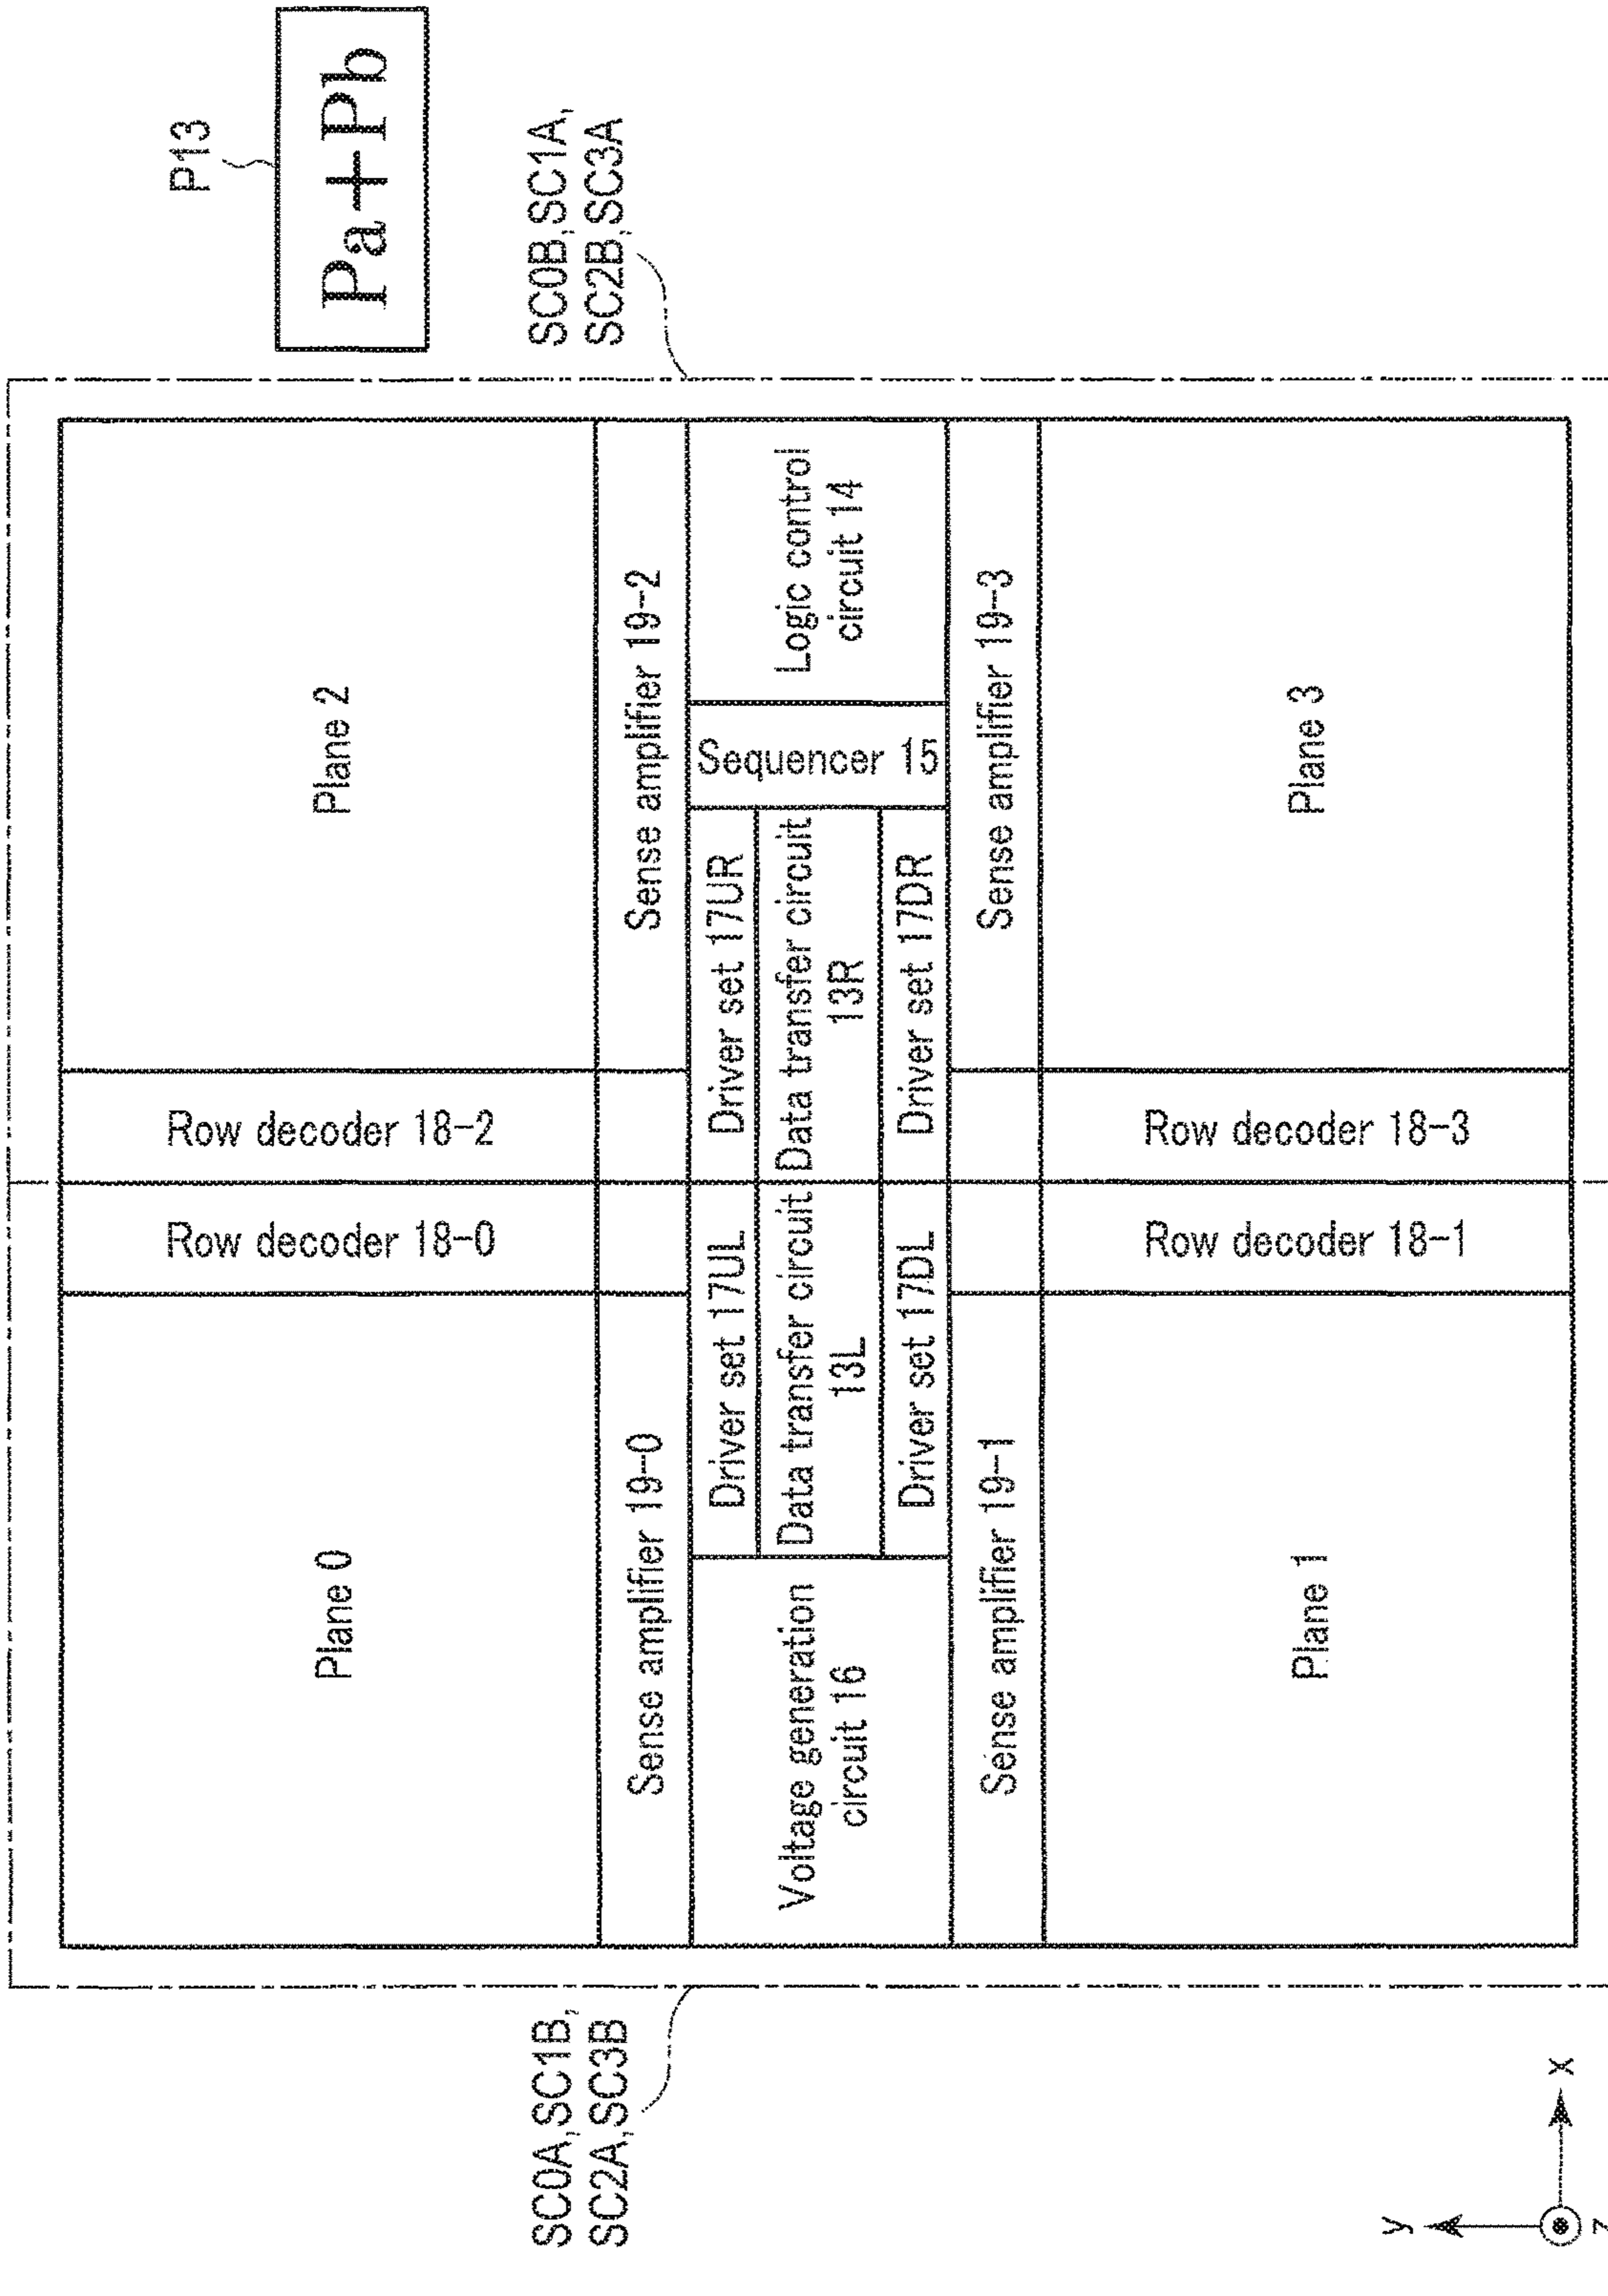 P13
Pa+Pb
Plane 0
Row decoder 18-0
Row decoder 18-2
Plane 2
SC0A,SC1B,
SC2A,SC3B
SC0B,SC1A,
SC2B,SC3A
Sense amplifier 19-0
Sense amplifier 19-2
Voltage generation
circuit 16
Driver set 17UL
Driver set 17UR
Data transfer circuit
13L
Data transfer circuit
13R
Driver set 17DL
Driver set 17DR
Sequencer 15
Logic control
circuit 14
Sense amplifier 19-1
Sense amplifier 19-3
Plane 1
Row decoder 18-1
Row decoder 18-3
Plane 3
y
x
z